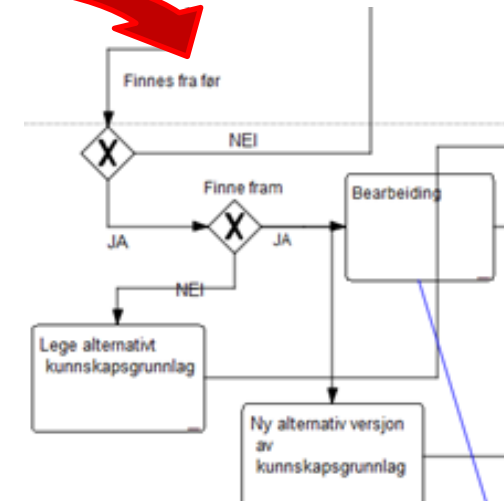 Finnes fra før
NEI
Finne fram
Bearbeiding
JA
JA
NEI
Lege alternativt
kunnskapsgrunnlag
Ny alternativ versjon
av
kunnskapsgrunnlag